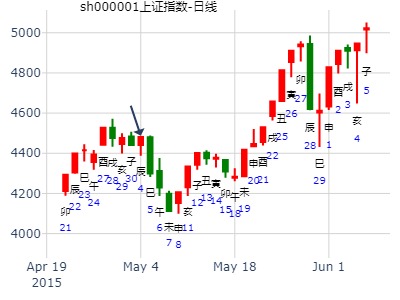 sh000001上证指数-日线
5000
4800
4600
4400
4200
4000
卯
21
辰
22
巳
23
午
24
酉
27
戌
28
亥
29
子
30
辰
4
巳
5
午
6
未
7
申
8
亥
11
子
12
丑
13
寅
14
卯
15
午
18
未
19
申
20
酉
21
戌
22
丑
25
寅
26
卯
27
辰
28
巳
29
申
1
酉
2
戌
3
亥
4
子
5
Apr 19
2015
May 4
May 18
Jun 1